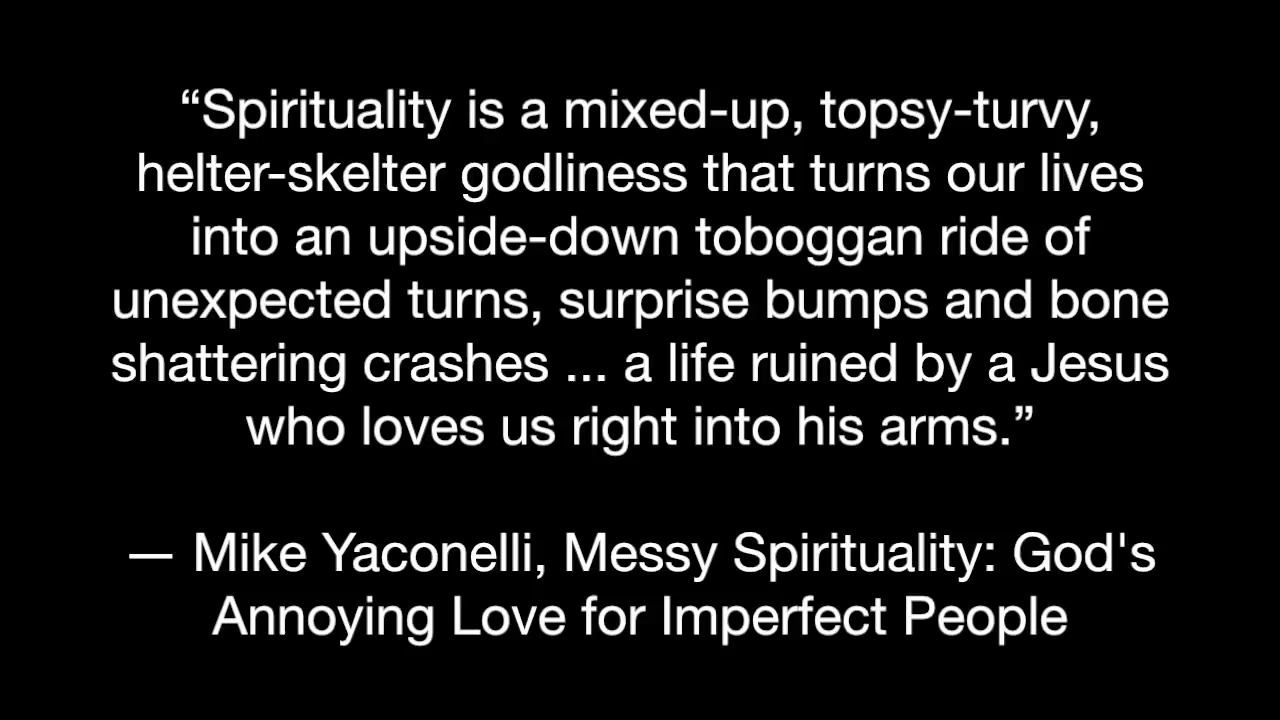 “Spirituality is a mixed-up, topsy-turvy,
helter-skelter godliness that turns our lives
into an upside-down toboggan ride of
unexpected turns, surprise bumps and bone
shattering crashes ... a life ruined by a Jesus
who loves us right into his arms.”
— Mike Yaconelli, Messy Spirituality: God's
Annoying Love for Imperfect People